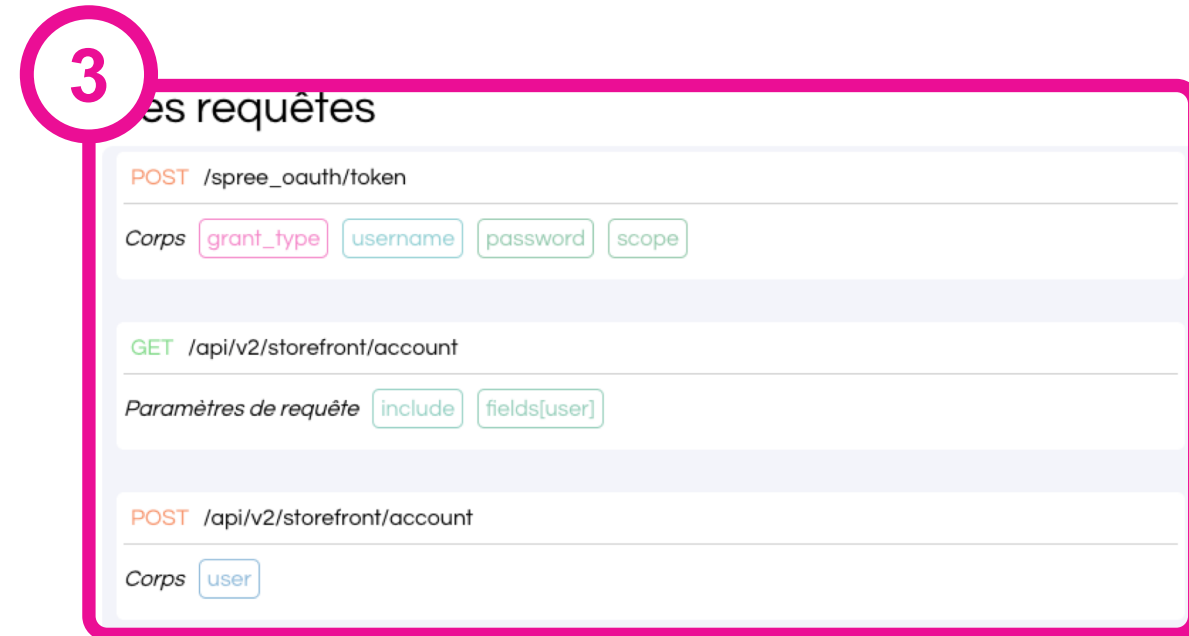 3
es requêtes
POST /spree_oauth/token
Corps grant_type username password scope
GET /api/v2/storefront/account
Paramètres de requête include fields[user]
POST /api/v2/storefront/account
Corps user